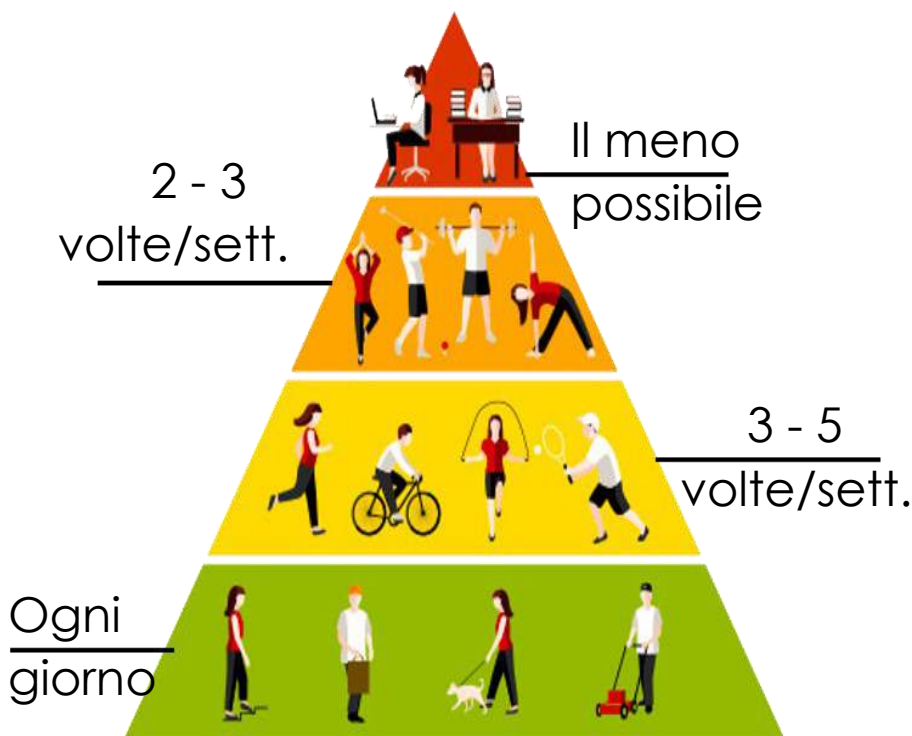 Il meno
possibile
2 - 3
volte/sett.
3 - 5
volte/sett.
Ogni
giorno